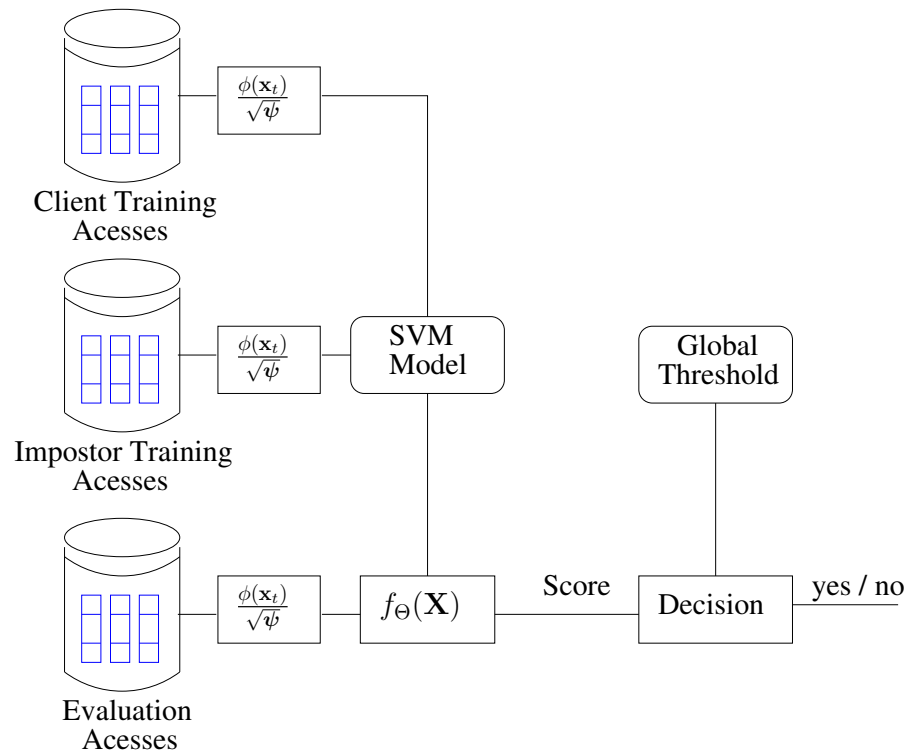 φ(x_t)
√ψ
Client Training
Acesses
φ(x_t)
√ψ
SVM
Model
Global
Threshold
Impostor Training
Acesses
φ(x_t)
√ψ
f_Θ(X)
Score
Decision
yes / no
Evaluation
Acesses